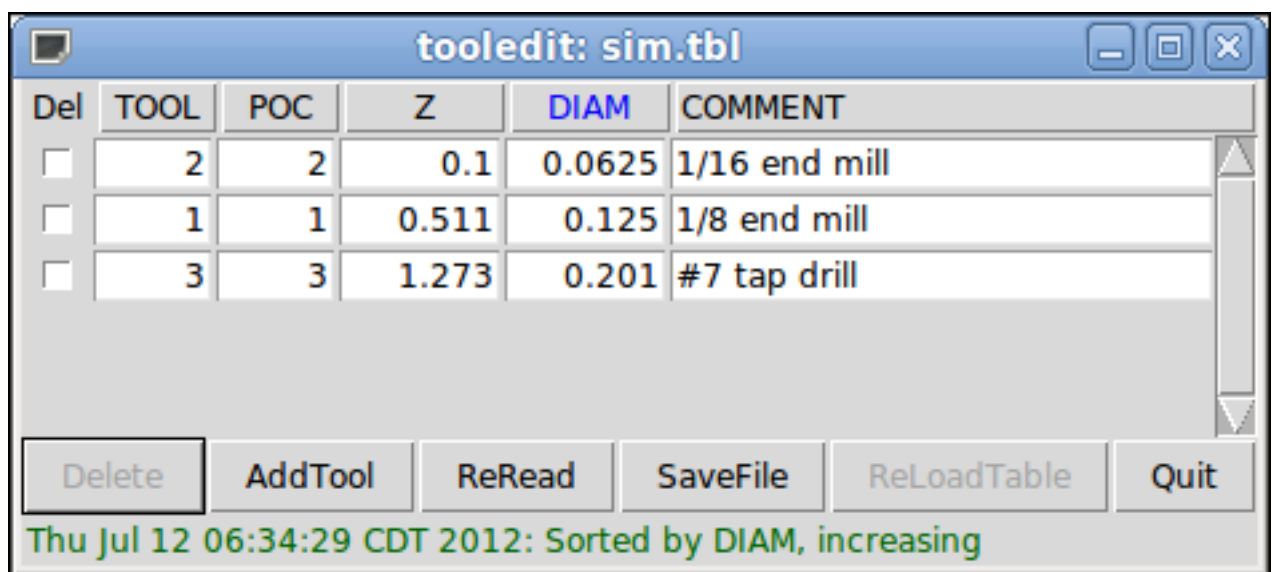 tooledit: sim.tbl
Del TOOL POC Z DIAM COMMENT
2 2 0.1 0.0625 1/16 end mill
1 1 0.511 0.125 1/8 end mill
3 3 1.273 0.201 #7 tap drill
Delete AddTool ReRead SaveFile ReLoadTable Quit
Thu Jul 12 06:34:29 CDT 2012: Sorted by DIAM, increasing